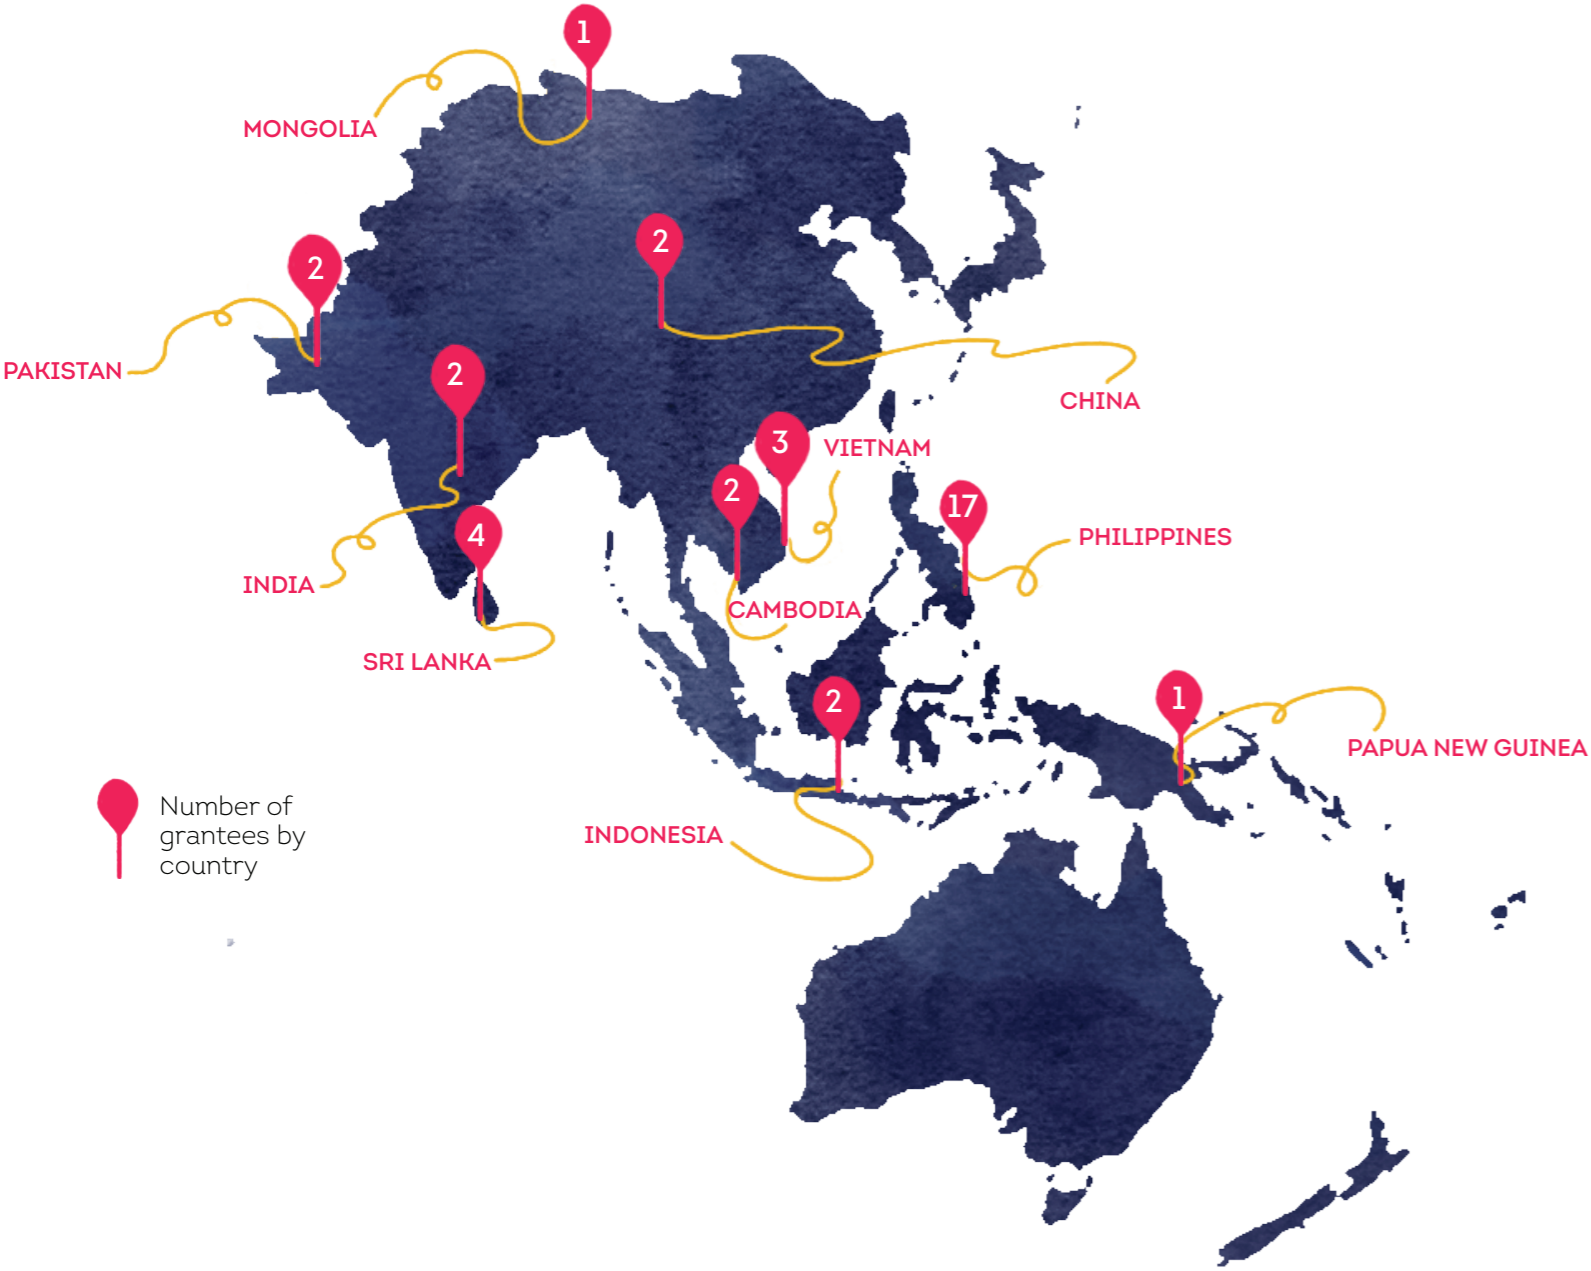 1
MONGOLIA
2
2
PAKISTAN
2
CHINA
3
VIETNAM
2
17
PHILIPPINES
4
INDIA
CAMBODIA
SRI LANKA
2
1
PAPUA NEW GUINEA
INDONESIA
Number of
grantees by
country